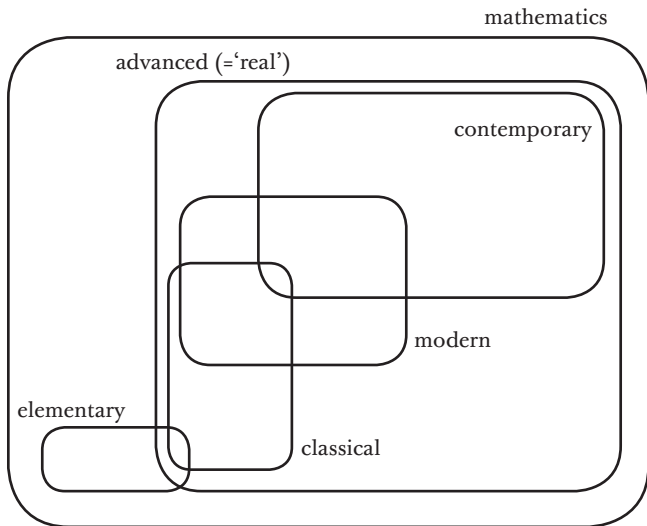 mathematics
advanced (=‘real’)
contemporary
modern
elementary
classical